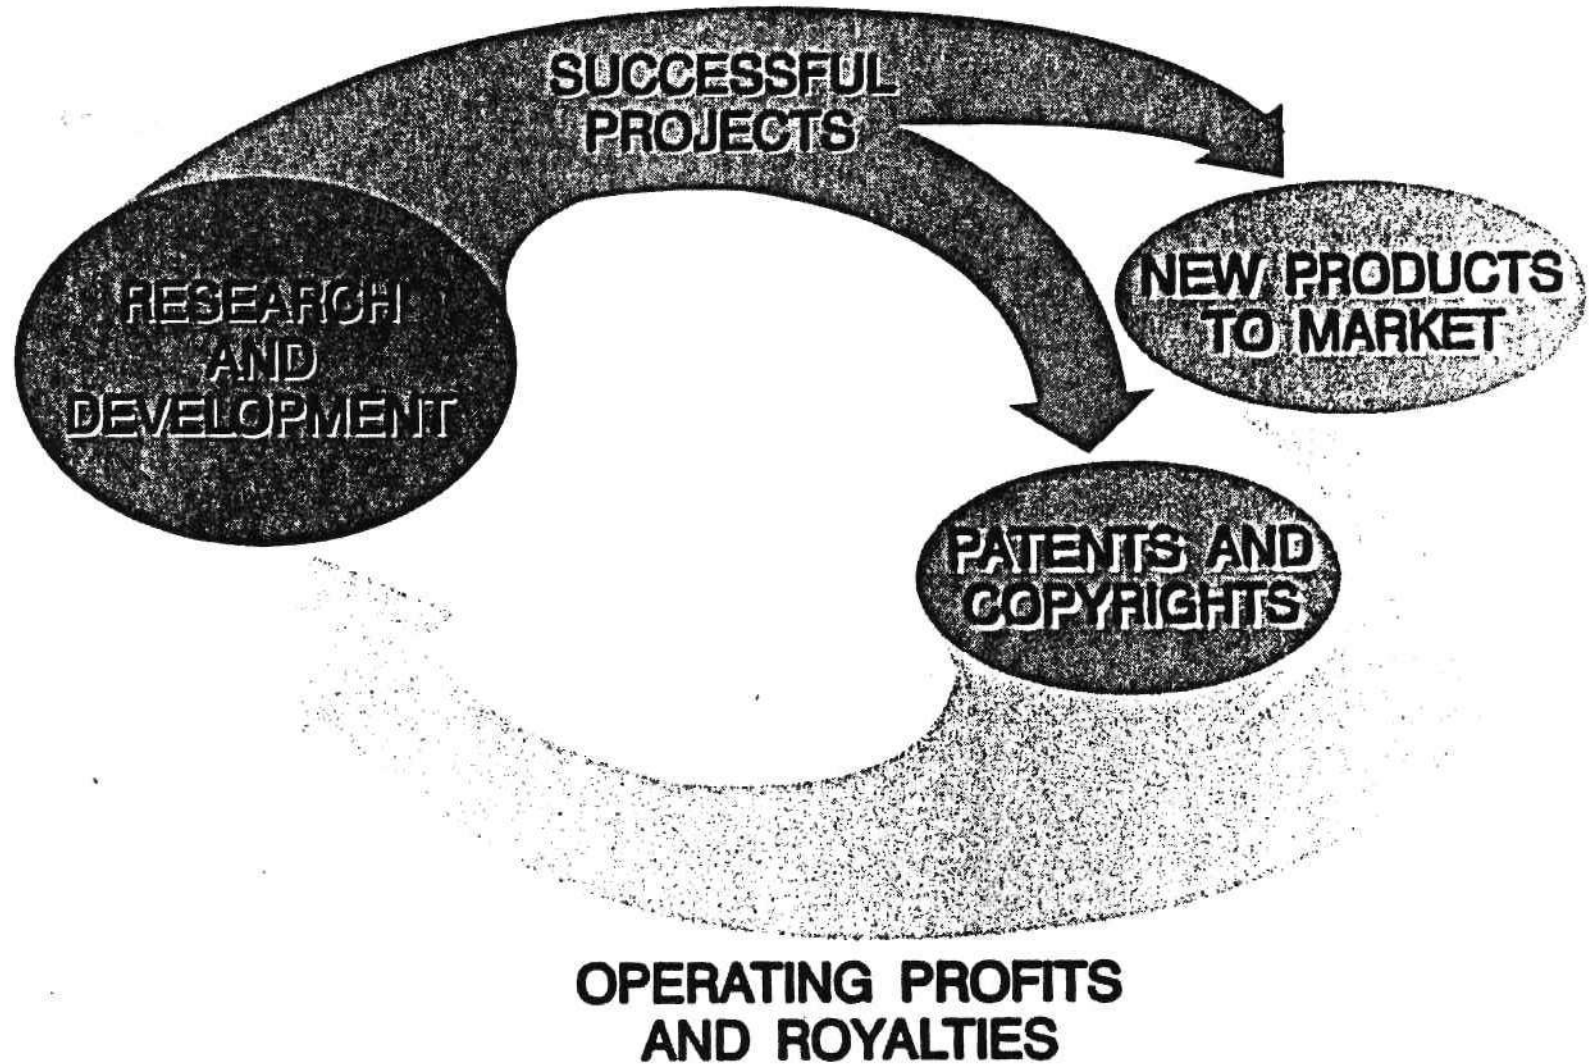 SUCCESSFUL
PROJECTS
RESEARCH
AND
DEVELOPMENT
NEW PRODUCTS
TO MARKET
PATENTS AND
COPYRIGHTS
OPERATING PROFITS
AND ROYALTIES